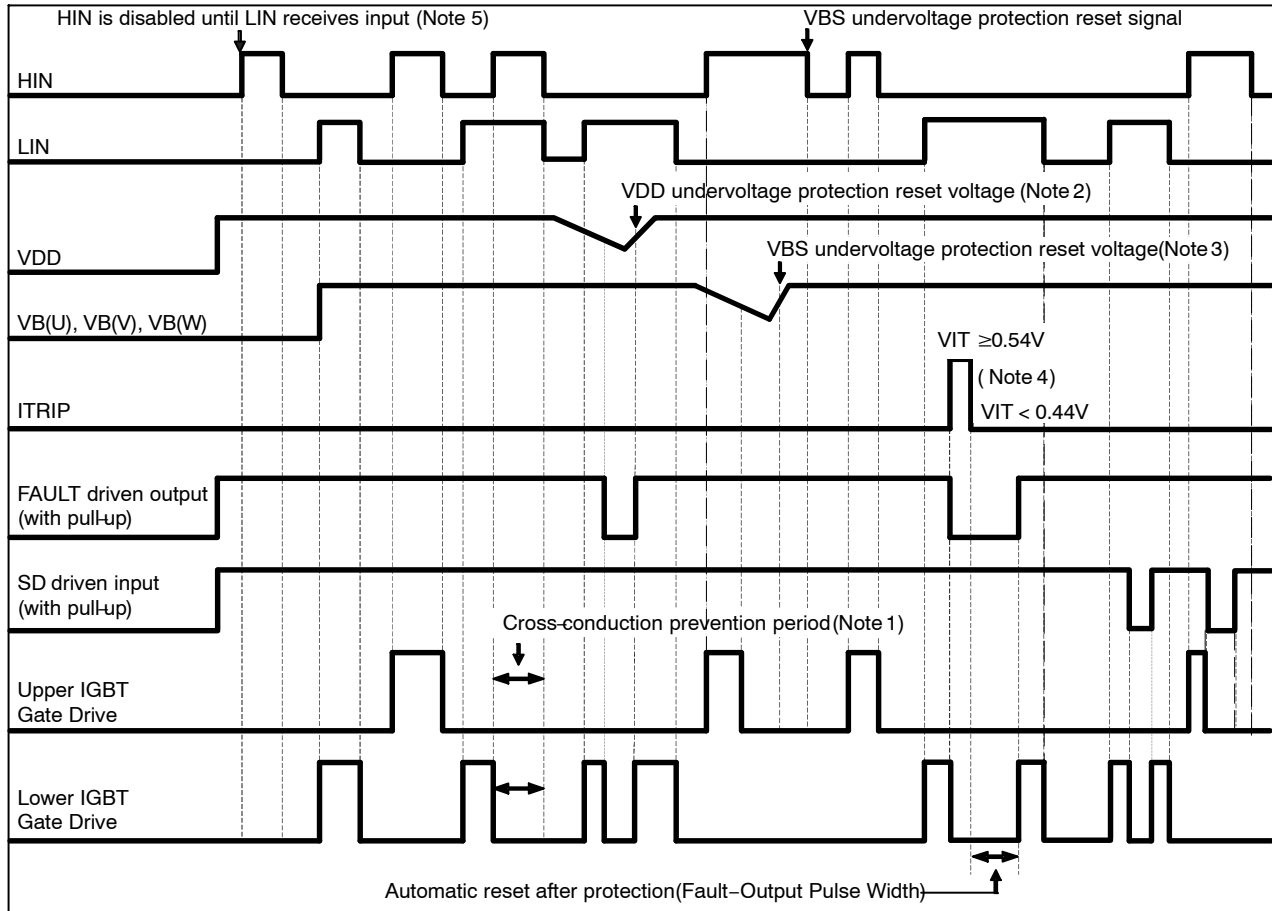 HIN is disabled until LIN receives input (Note 5)
VBS undervoltage protection reset signal
HIN
LIN
VDD undervoltage protection reset voltage (Note 2)
VDD
VBS undervoltage protection reset voltage(Note 3)
VB(U), VB(V), VB(W)
VIT ≥0.54V
( Note 4)
ITRIP
VIT < 0.44V
FAULT driven output
(with pull-up)
SD driven input
(with pull-up)
Cross-conduction prevention period(Note 1)
Upper IGBT
Gate Drive
Lower IGBT
Gate Drive
Automatic reset after protection(Fault-Output Pulse Width)